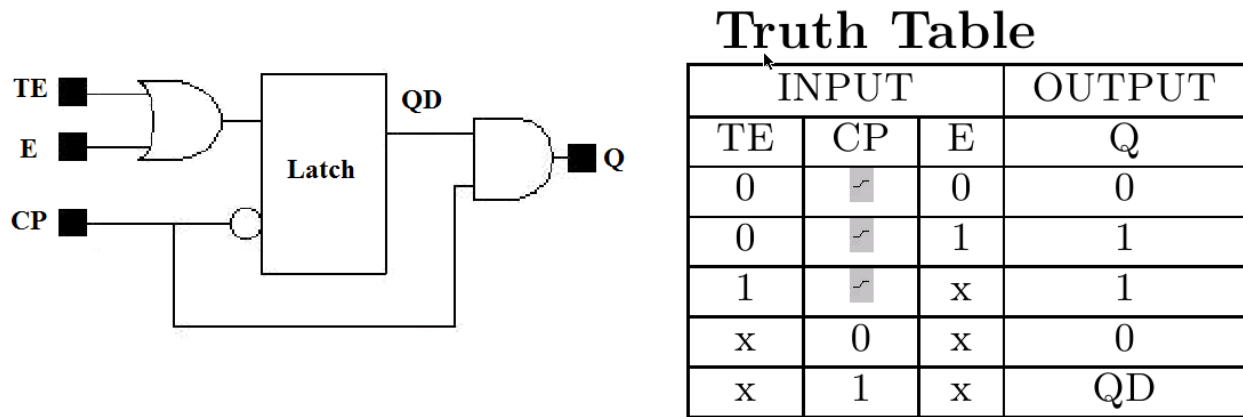 TE
E
CP
QD
Latch
Q
Truth Table
INPUT OUTPUT
TE CP E Q
0 0 0
0 1 1
1 x 1
x 0 x 0
x 1 x QD